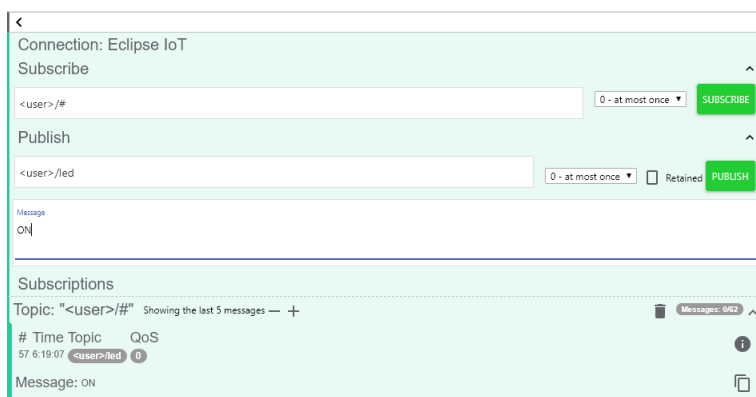 Connection: Eclipse IoT
Subscribe
<user>/#
0 - at most once
SUBSCRIBE
Publish
<user>/led
0 - at most once
Retained
PUBLISH
Message
ON
Subscriptions
Topic: "<user>/#" Showing the last 5 messages
Messages: 0/62
# Time Topic QoS
57 6:19:07 <user>/led 0
Message: ON